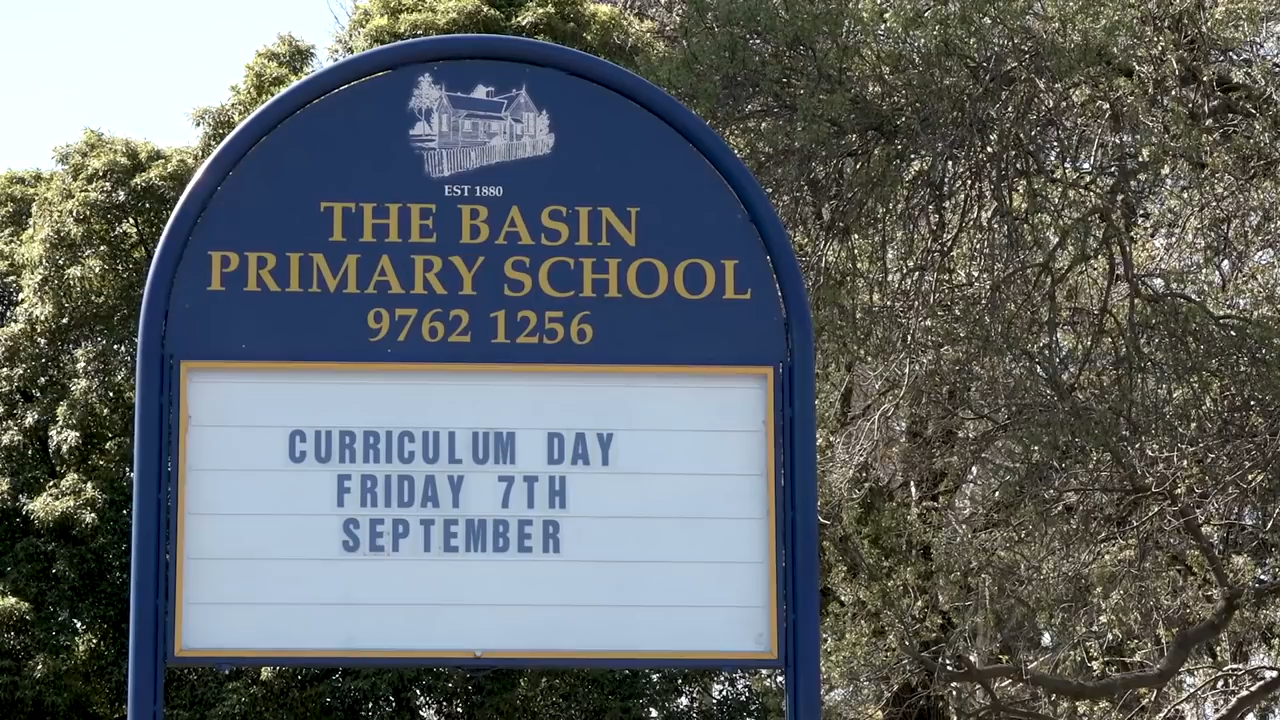 EST 1880
THE BASIN
PRIMARY SCHOOL
9762 1256
CURRICULUM DAY
FRIDAY 7TH
SEPTEMBER